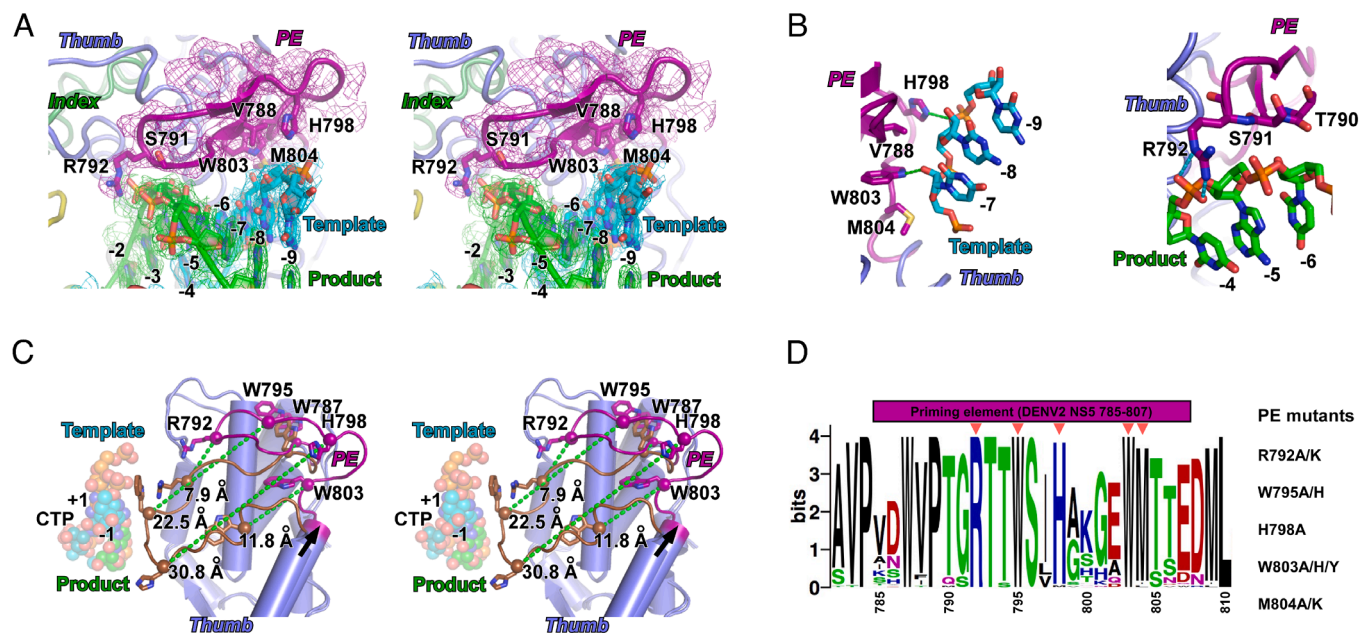 A
Thumb
PE
Index
V788
S791
H798
R792
W803
M804
-6
Template
-2
-7
-5
-8
-3
-9
-4
Product
Thumb
PE
Index
V788
S791
H798
R792
W803
M804
-6
Template
-2
-7
-5
-8
-3
-9
-4
Product
B
PE
H798
-9
V788
-8
W803
-7
M804
Template
Thumb
PE
Thumb
T790
S791
R792
Product
-6
-5
-4
C
W795
W787
R792
H798
Template
PE
7.9 Å
W803
+1
CTP
22.5 Å
-1
11.8 Å
Product
30.8 Å
Thumb
W795
W787
R792
H798
Template
PE
7.9 Å
W803
+1
CTP
22.5 Å
-1
11.8 Å
Product
30.8 Å
Thumb
D
Priming element (DENV2 NS5 785-807)
PE mutants
R792A/K
W795A/H
H798A
W803A/H/Y
M804A/K
bits
4
3
2
1
0
785
790
795
800
805
810